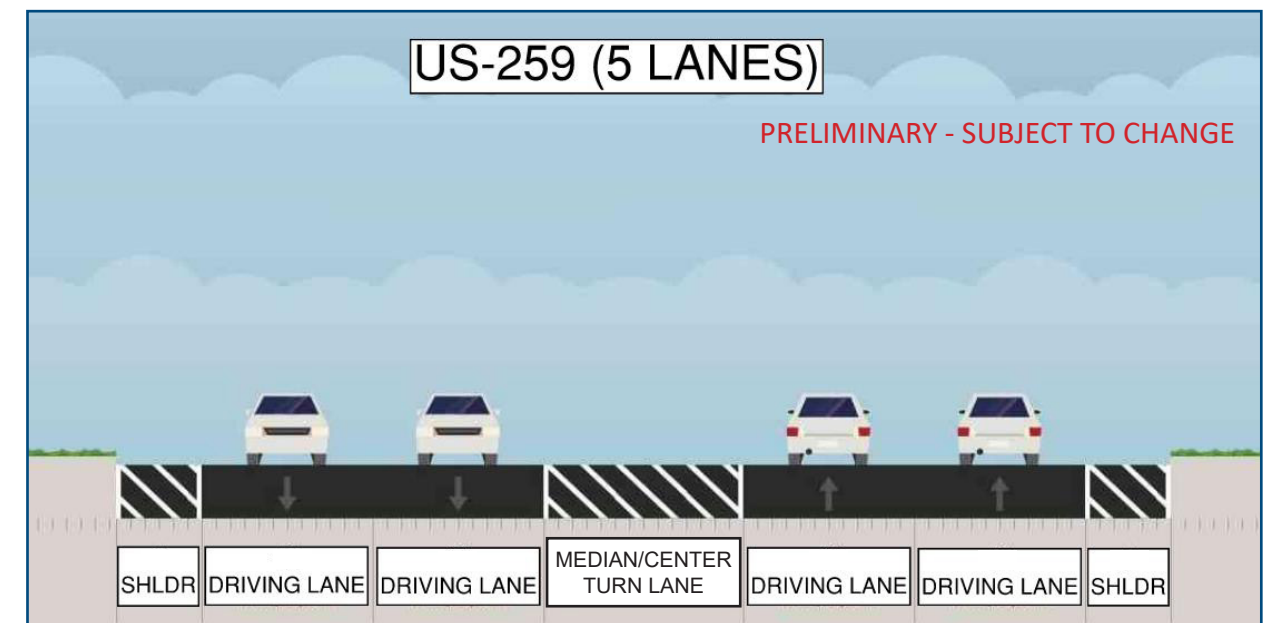 US-259 (5 LANES)
PRELIMINARY - SUBJECT TO CHANGE
SHLDR
DRIVING LANE
DRIVING LANE
MEDIAN/CENTER
TURN LANE
DRIVING LANE
DRIVING LANE
SHLDR